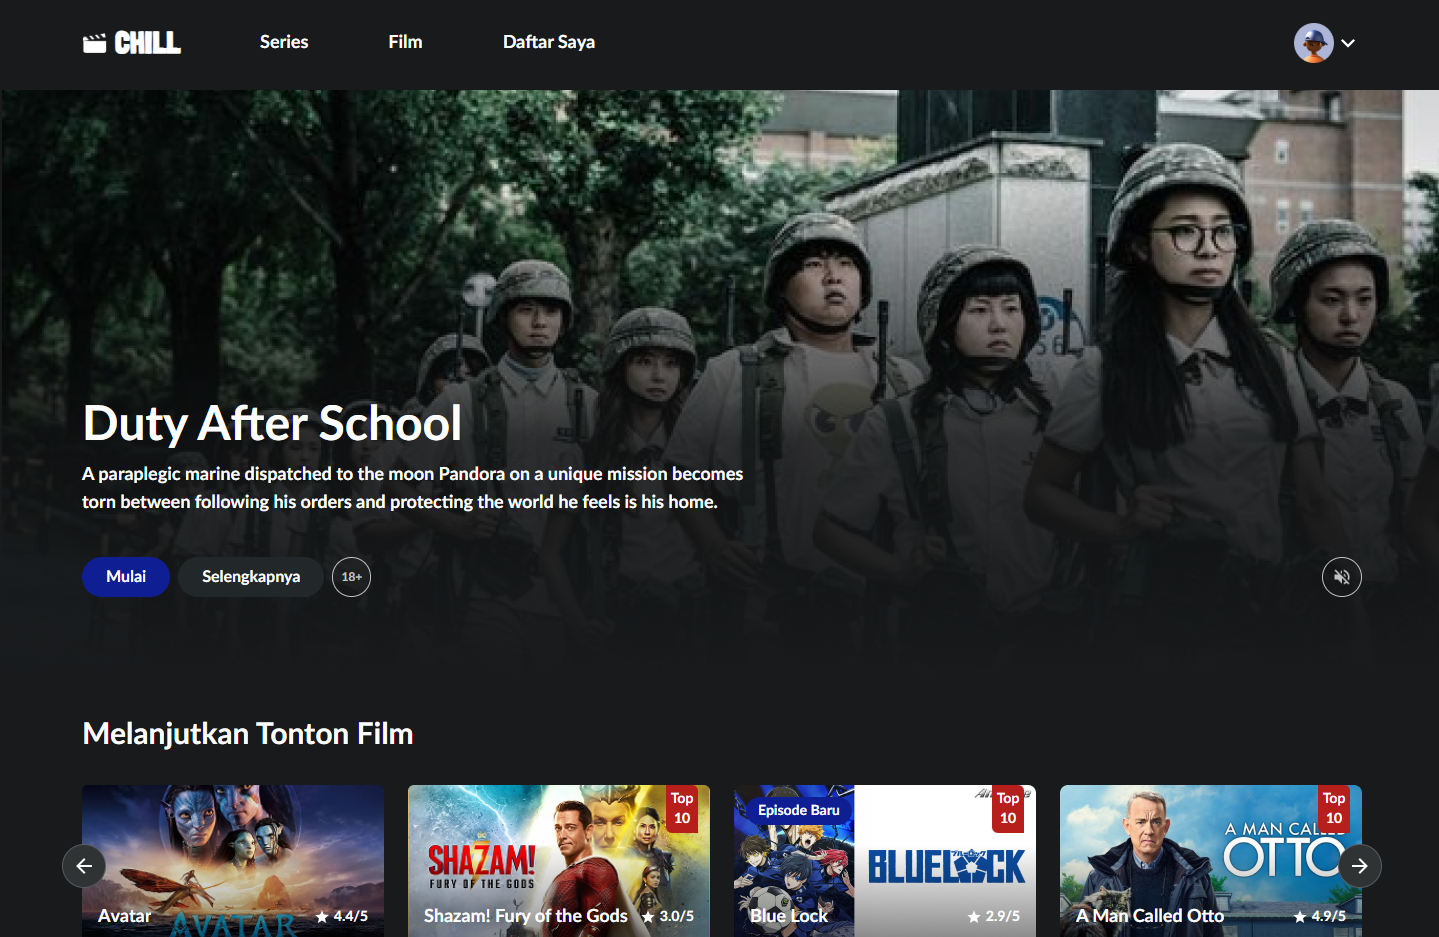 CHILL
Series
Film
Daftar Saya
Duty After School
A paraplegic marine dispatched to the moon Pandora on a unique mission becomes
torn between following his orders and protecting the world he feels is his home.
Mulai
Selengkapnya
18+
Melanjutkan Tonton Film
AVATAR
Avatar
4.4/5
Top
10
SHAZAM!
FURY OF THE GODS
Shazam! Fury of the Gods
3.0/5
Episode Baru
Top
10
BLUELOCK
Blue Lock
2.9/5
Top
10
A MAN CALLED
OTTO
A Man Called Otto
4.9/5